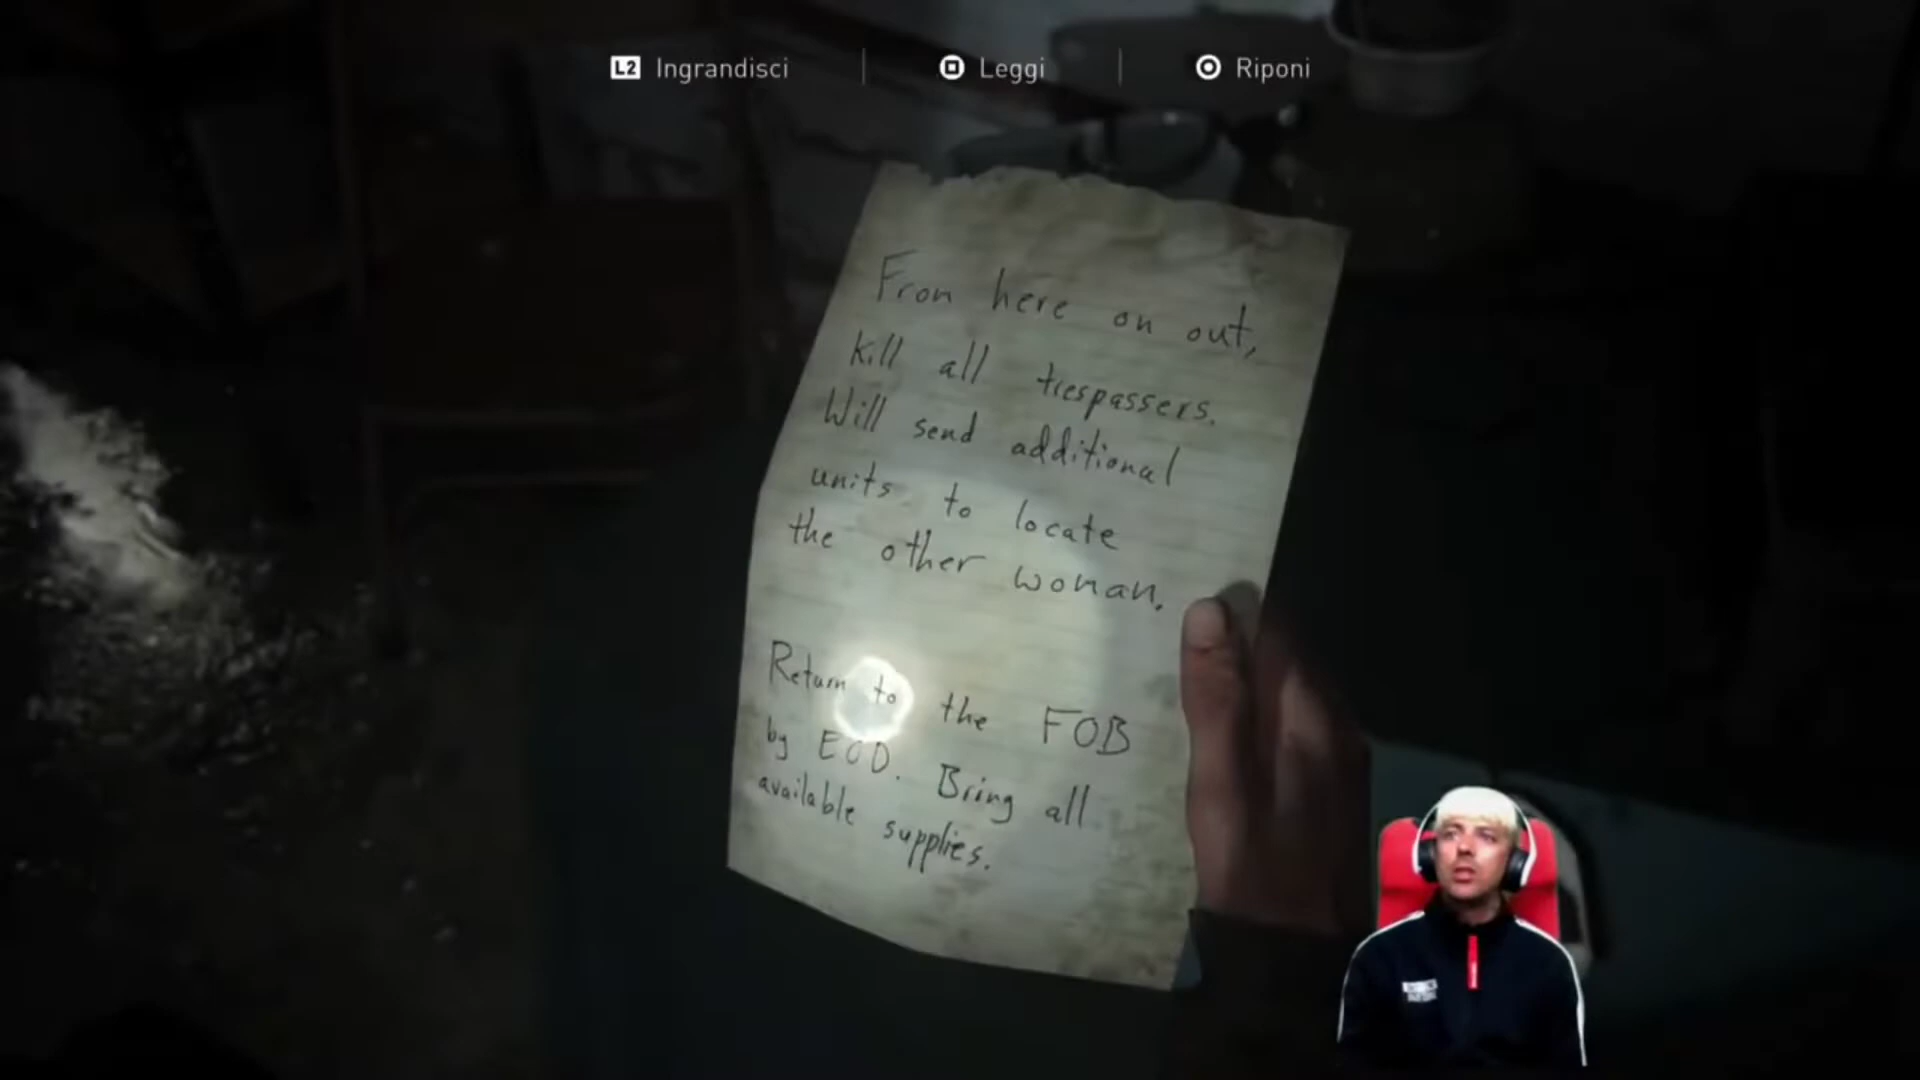 L2 Ingrandisci
Leggi
Riponi
From here on out,
kill all trespassers.
Will send additional
units to locate
the other woman.
Return to the FOB
by EOD. Bring all
available supplies.